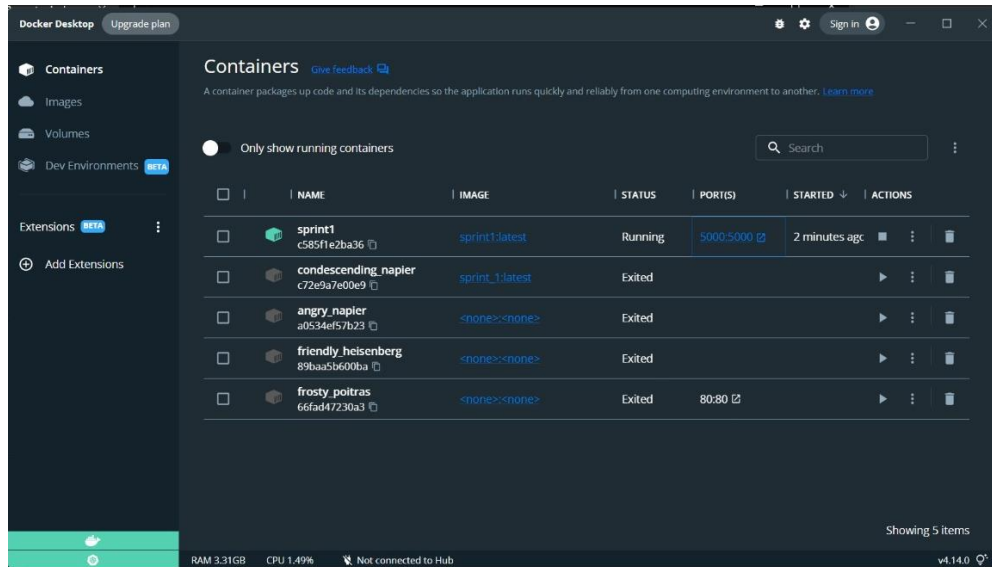 Docker Desktop Upgrade plan Sign in
Containers
Images
Volumes
Dev Environments BETA
Extensions BETA
Add Extensions
Containers Give feedback
A container packages up code and its dependencies so the application runs quickly and reliably from one computing environment to another. Learn more
Only show running containers
Search
NAME IMAGE STATUS PORT(S) STARTED ACTIONS
sprint1 sprint1:latest Running 5000:5000 2 minutes agc
c585f1e2ba36
condescending_napier sprint_1:latest Exited
c72e9a7e00e9
angry_napier <none>:<none> Exited
a0534ef57b23
friendly_heisenberg <none>:<none> Exited
89baa5b600ba
frosty_poitras <none>:<none> Exited 80:80
66fad47230a3
Showing 5 items
RAM 3.31GB CPU 1.49% Not connected to Hub v4.14.0